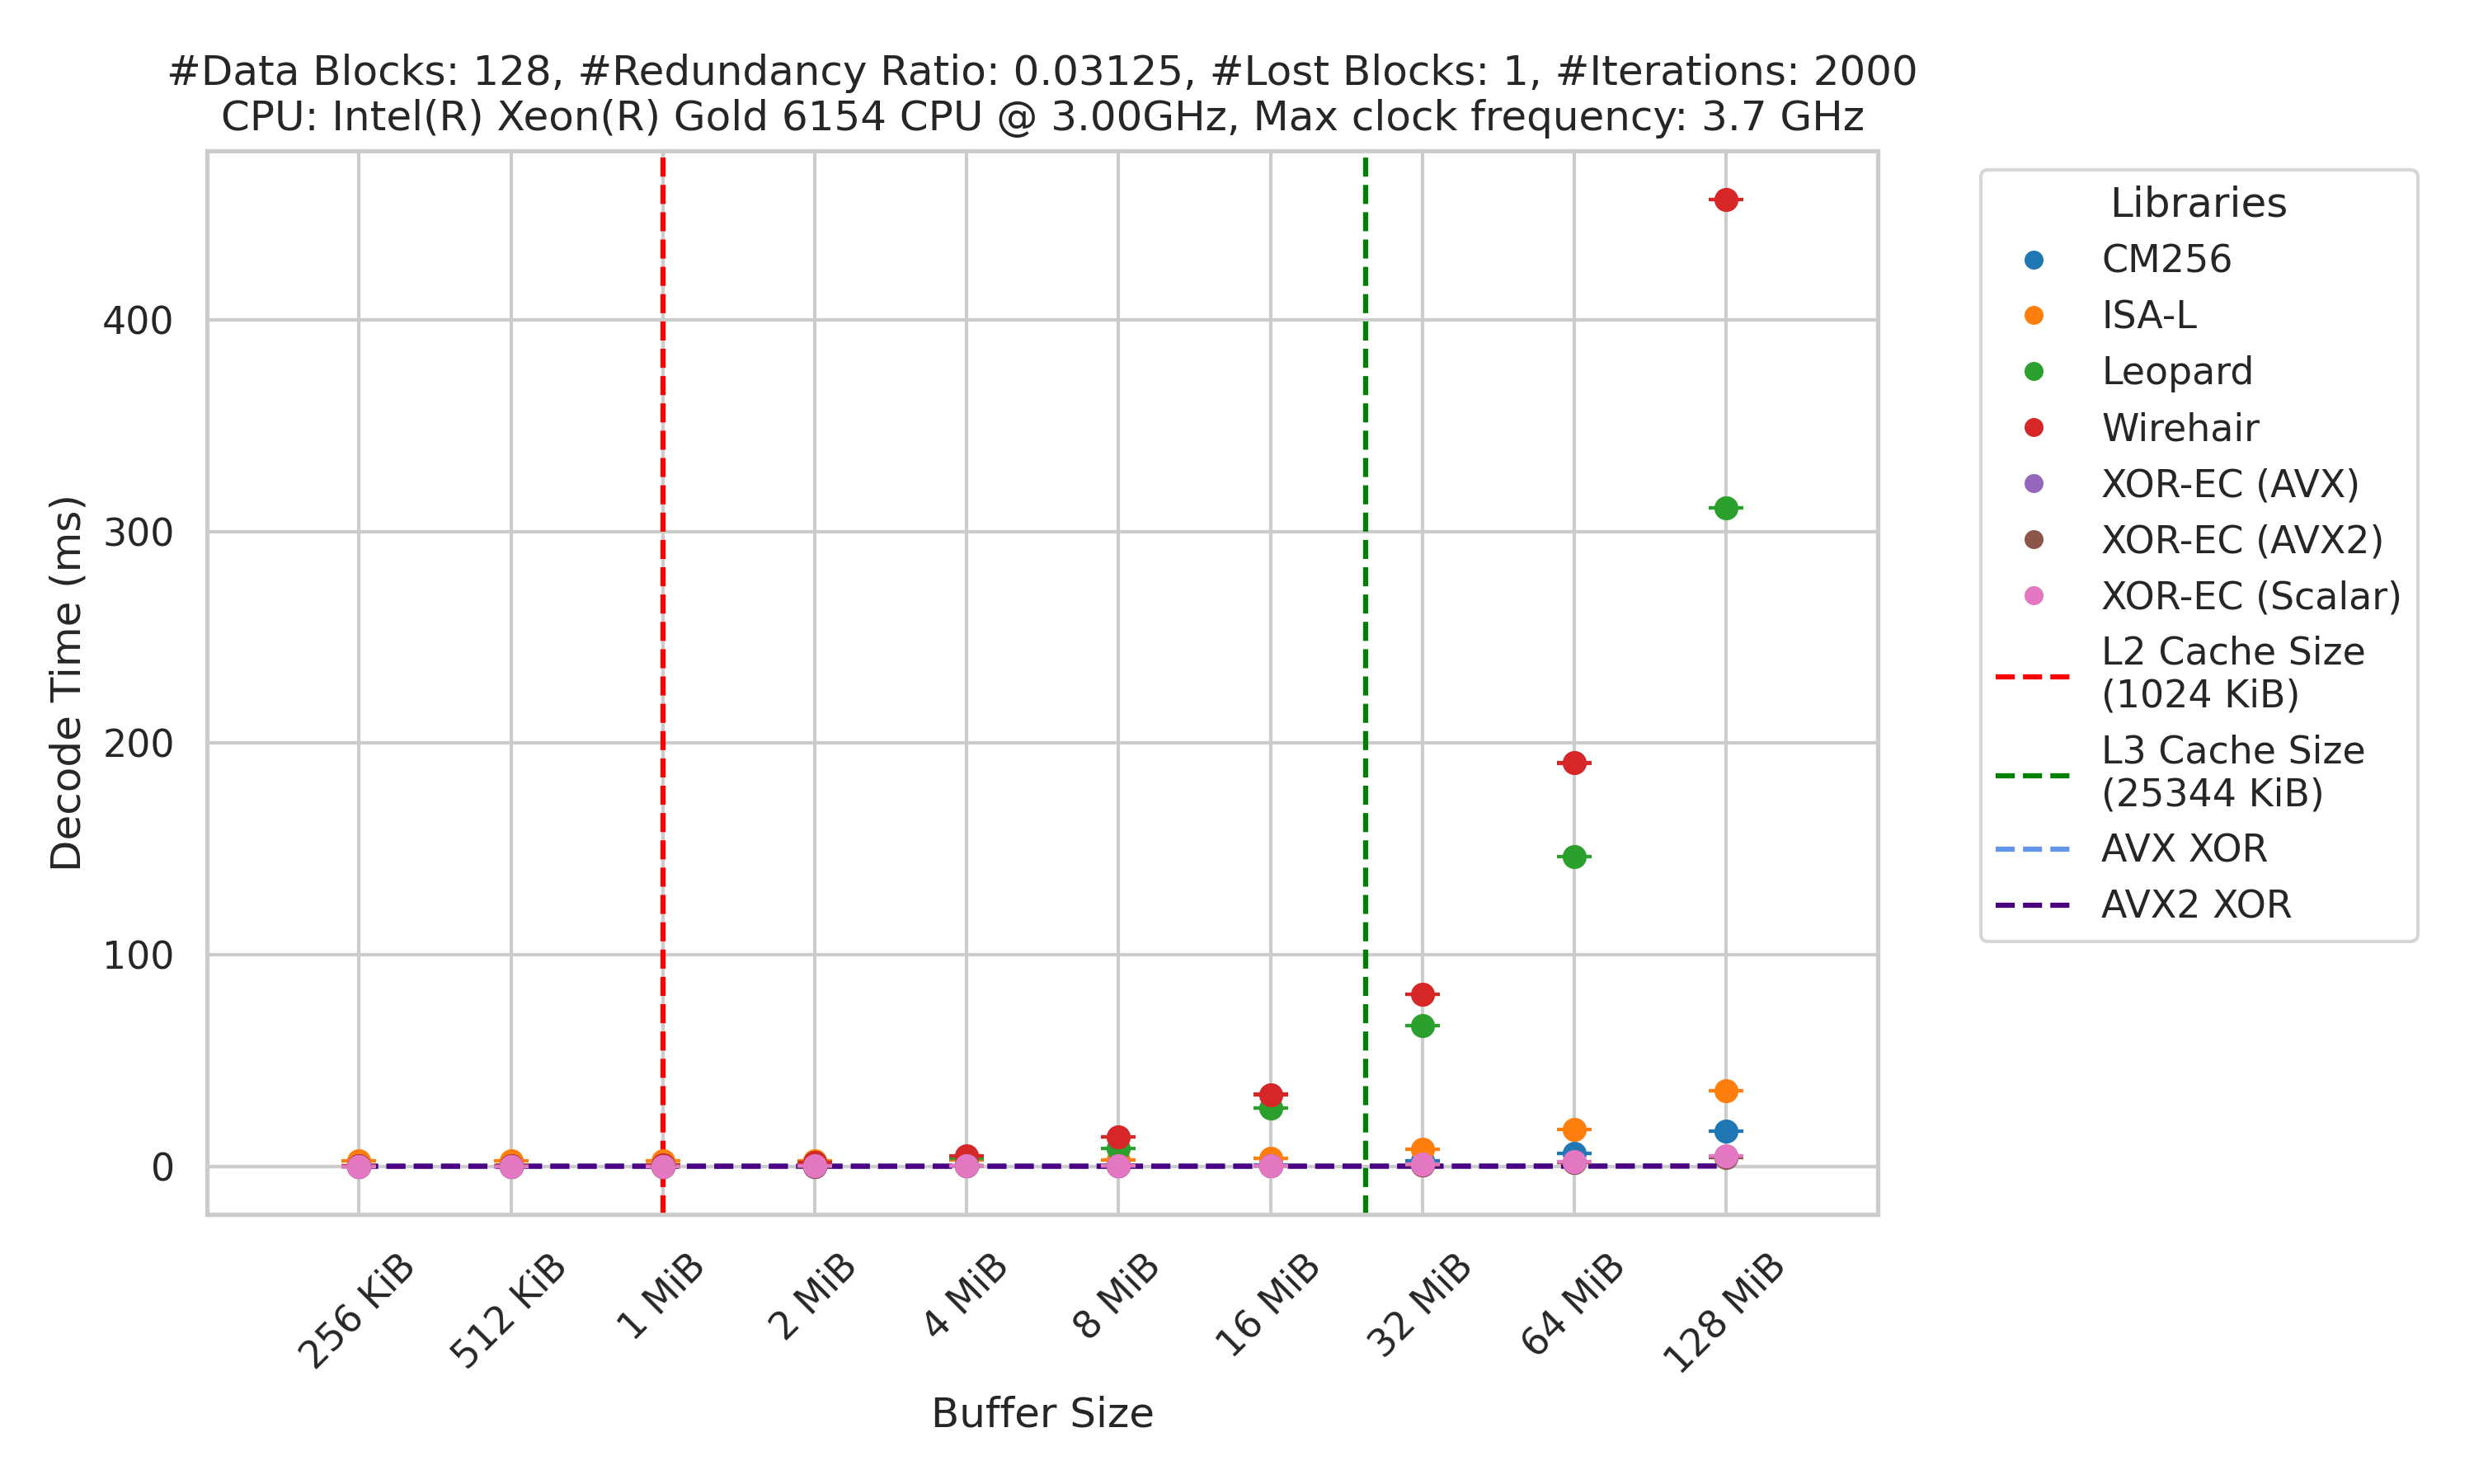 #Data Blocks: 128, #Redundancy Ratio: 0.03125, #Lost Blocks: 1, #Iterations: 2000
CPU: Intel(R) Xeon(R) Gold 6154 CPU @ 3.00GHz, Max clock frequency: 3.7 GHz
Decode Time (ms)
400
300
200
100
0
256 KiB
512 KiB
1 MiB
2 MiB
4 MiB
8 MiB
16 MiB
32 MiB
64 MiB
128 MiB
Buffer Size
Libraries
CM256
ISA-L
Leopard
Wirehair
XOR-EC (AVX)
XOR-EC (AVX2)
XOR-EC (Scalar)
L2 Cache Size
(1024 KiB)
L3 Cache Size
(25344 KiB)
AVX XOR
AVX2 XOR